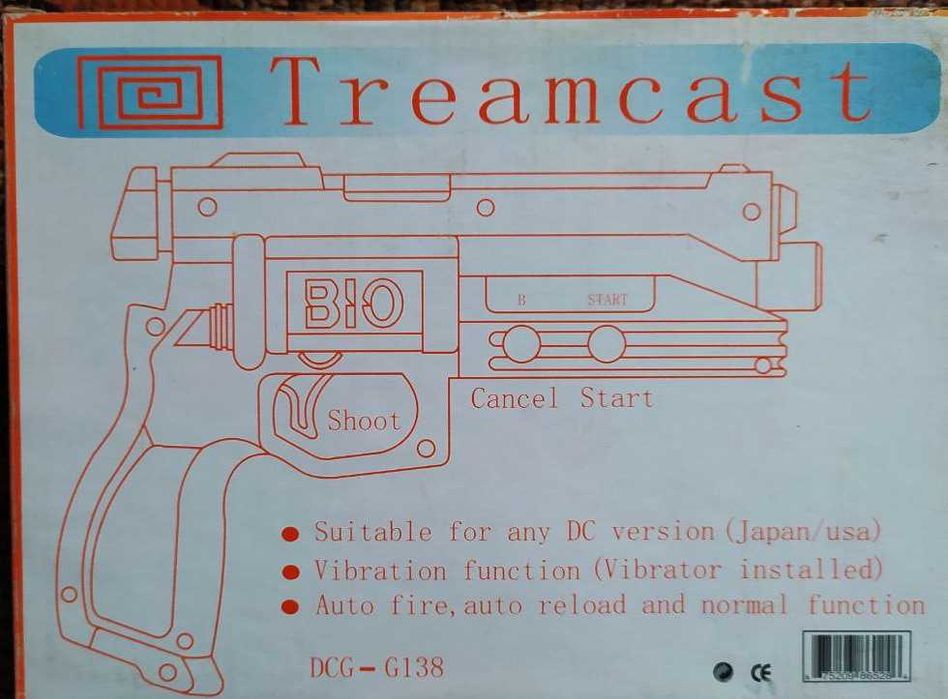 Treamcast
BIO
B START
Cancel Start
Shoot
Suitable for any DC version (Japan/usa)
Vibration function (Vibrator installed)
Auto fire, auto reload and normal function
DCG-G138
CE